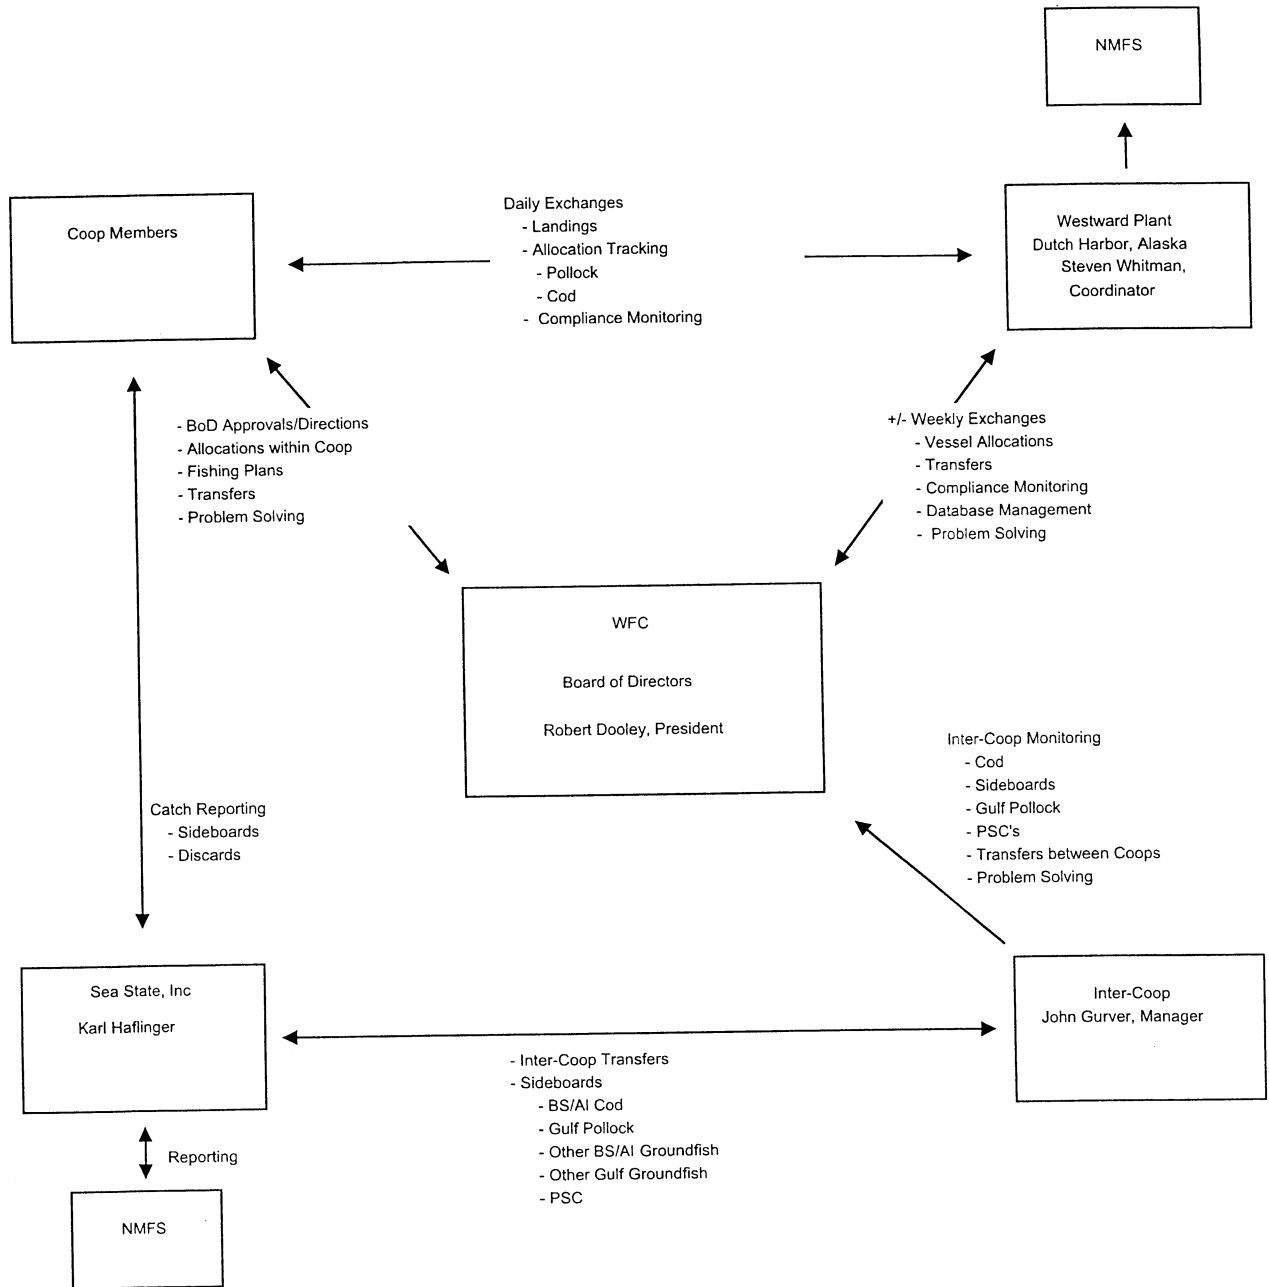 NMFS
Coop Members
Daily Exchanges
- Landings
- Allocation Tracking
- Pollock
- Cod
- Compliance Monitoring
Westward Plant
Dutch Harbor, Alaska
Steven Whitman,
Coordinator
- BoD Approvals/Directions
- Allocations within Coop
- Fishing Plans
- Transfers
- Problem Solving
+/- Weekly Exchanges
- Vessel Allocations
- Transfers
- Compliance Monitoring
- Database Management
- Problem Solving
WFC
Board of Directors
Robert Dooley, President
Inter-Coop Monitoring
- Cod
- Sideboards
- Gulf Pollock
- PSC's
- Transfers between Coops
- Problem Solving
Catch Reporting
- Sideboards
- Discards
Sea State, Inc
Karl Haflinger
Inter-Coop
John Gurver, Manager
- Inter-Coop Transfers
- Sideboards
- BS/AI Cod
- Gulf Pollock
- Other BS/AI Groundfish
- Other Gulf Groundfish
- PSC
Reporting
NMFS